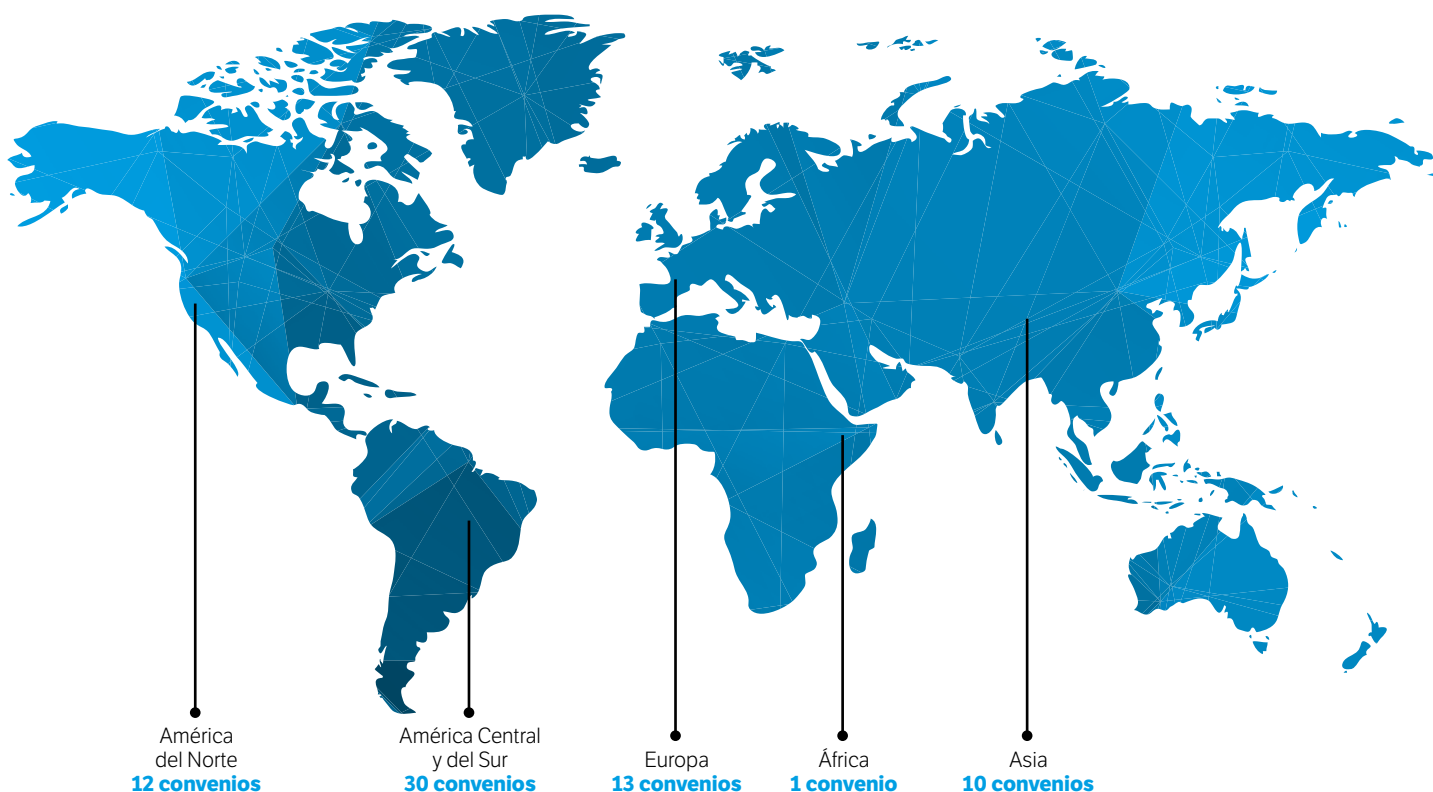 América
del Norte
12 convenios
América Central
y del Sur
30 convenios
Europa
13 convenios
África
1 convenio
Asia
10 convenios